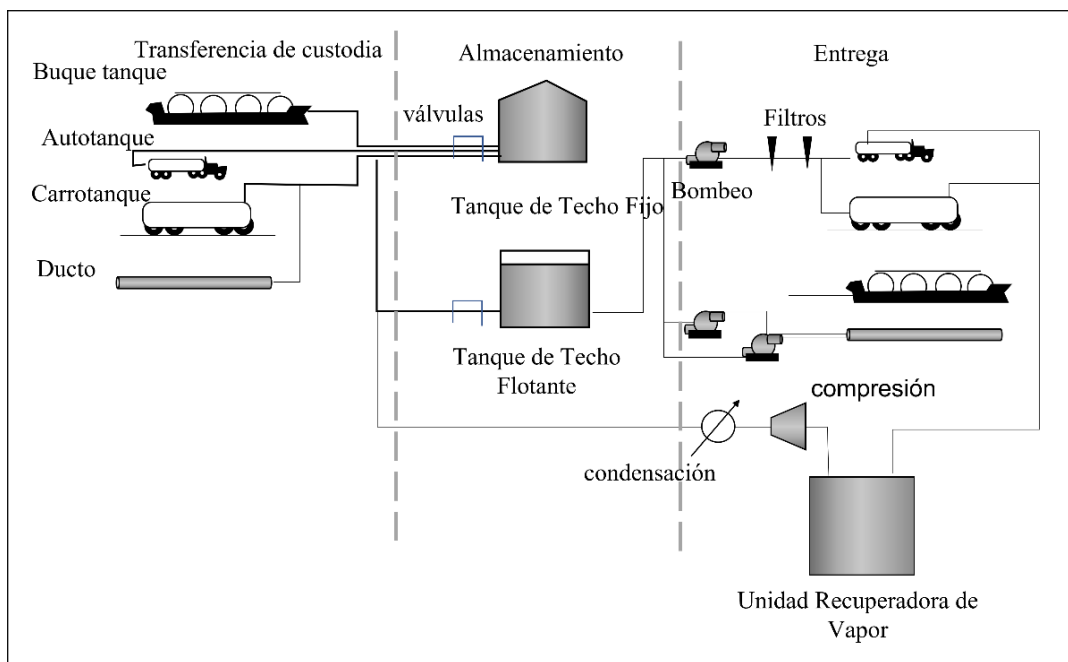 Transferencia de custodia
Buque tanque
Autotanque
Carrotanque
Ducto
Almacenamiento
válvulas
Tanque de Techo Fijo
Tanque de Techo
Flotante
Entrega
Filtros
Bombeo
compresión
condensación
Unidad Recuperadora de
Vapor